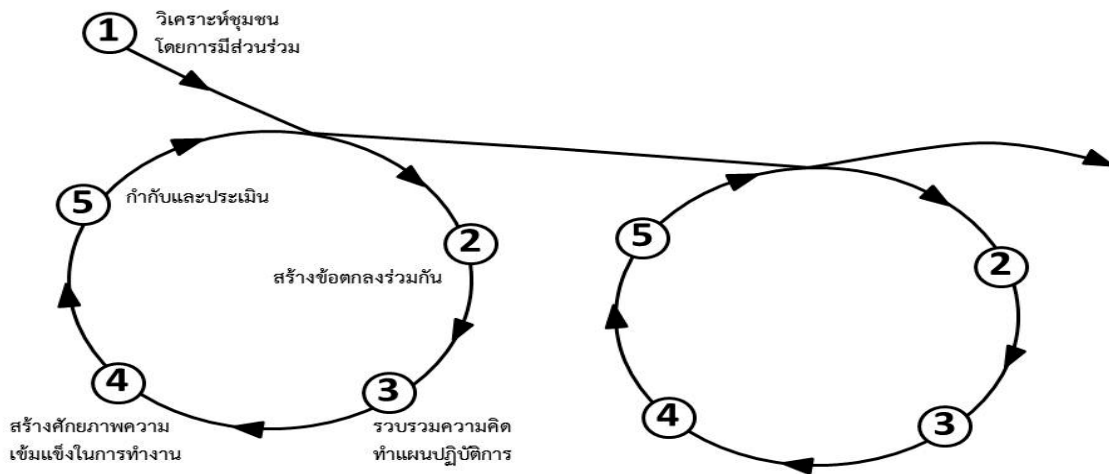 1
วิเคราะห์ชุมชน
โดยการมีส่วนร่วม
5
กำกับและประเมิน
2
สร้างข้อตกลงร่วมกัน
4
สร้างศักยภาพความ
เข้มแข็งในการทำงาน
3
รวบรวมความคิด
ทำแผนปฏิบัติการ
5
2
4
3